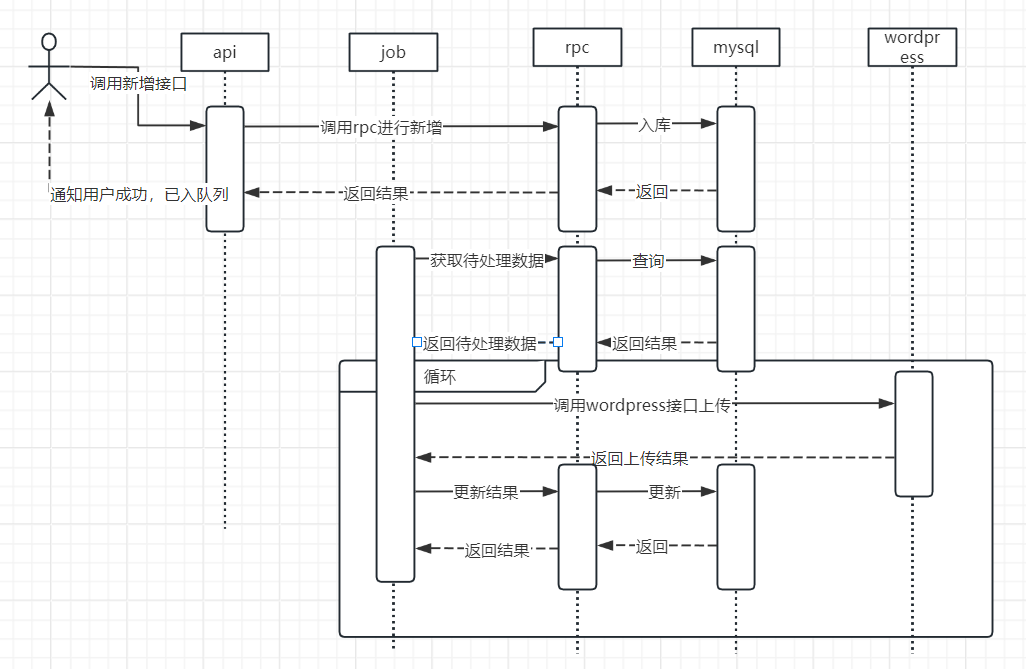 api
job
rpc
mysql
wordpr
ess
调用新增接口
调用rpc进行新增
入库
通知用户成功，已入队列
返回结果
返回
获取待处理数据
查询
返回待处理数据
返回结果
循环
调用wordpress接口上传
返回上传结果
更新结果
更新
返回结果
返回